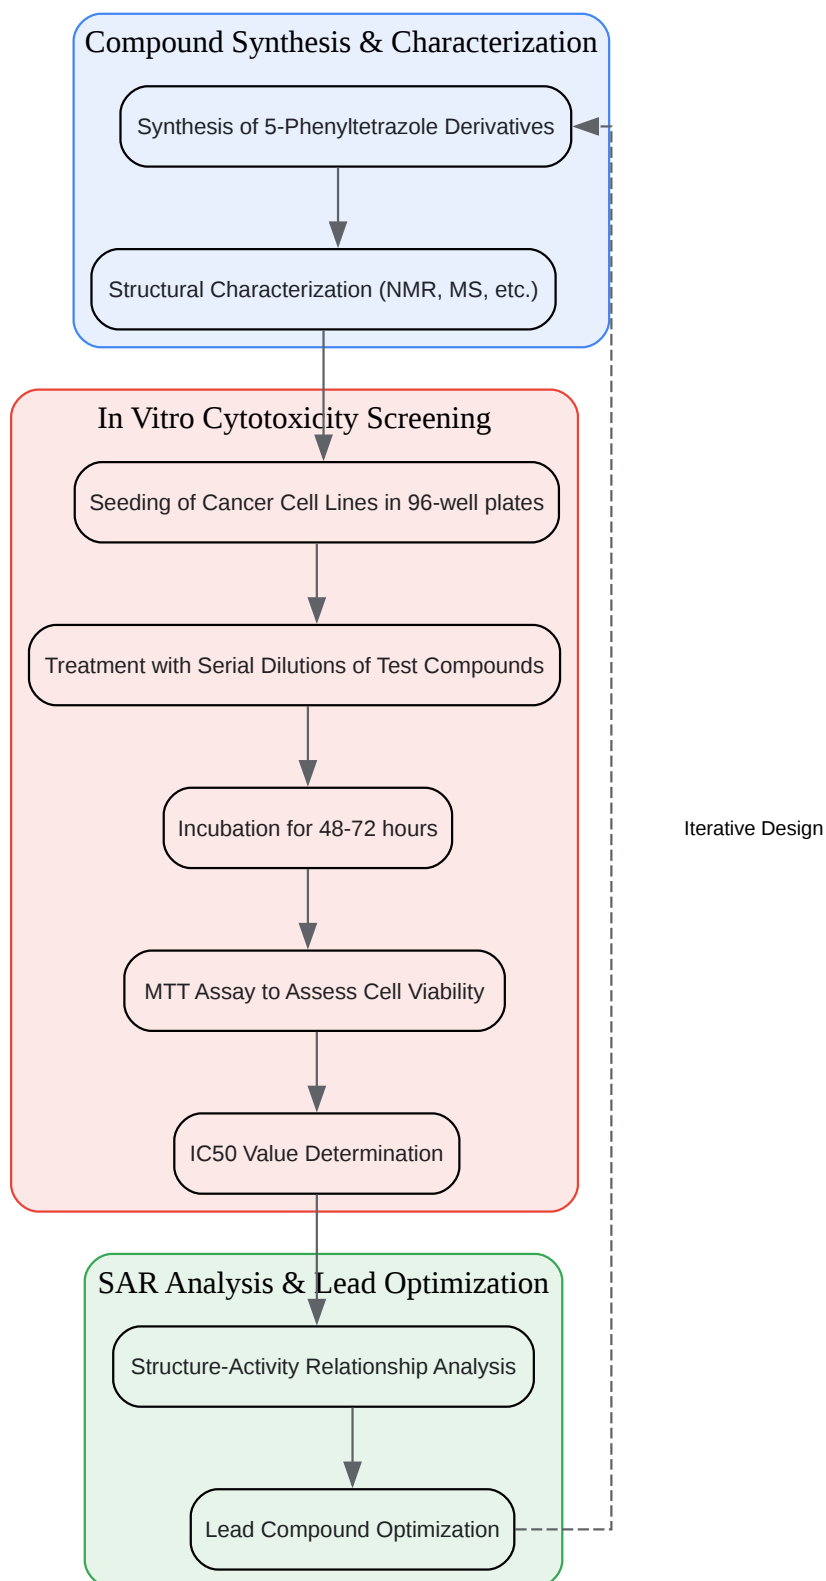 Compound Synthesis & Characterization
Synthesis of 5-Phenyltetrazole Derivatives
Structural Characterization (NMR, MS, etc.)
In Vitro Cytotoxicity Screening
Seeding of Cancer Cell Lines in 96-well plates
Treatment with Serial Dilutions of Test Compounds
Incubation for 48-72 hours
Iterative Design
MTT Assay to Assess Cell Viability
IC50 Value Determination
SAR Analysis & Lead Optimization
Structure-Activity Relationship Analysis
Lead Compound Optimization